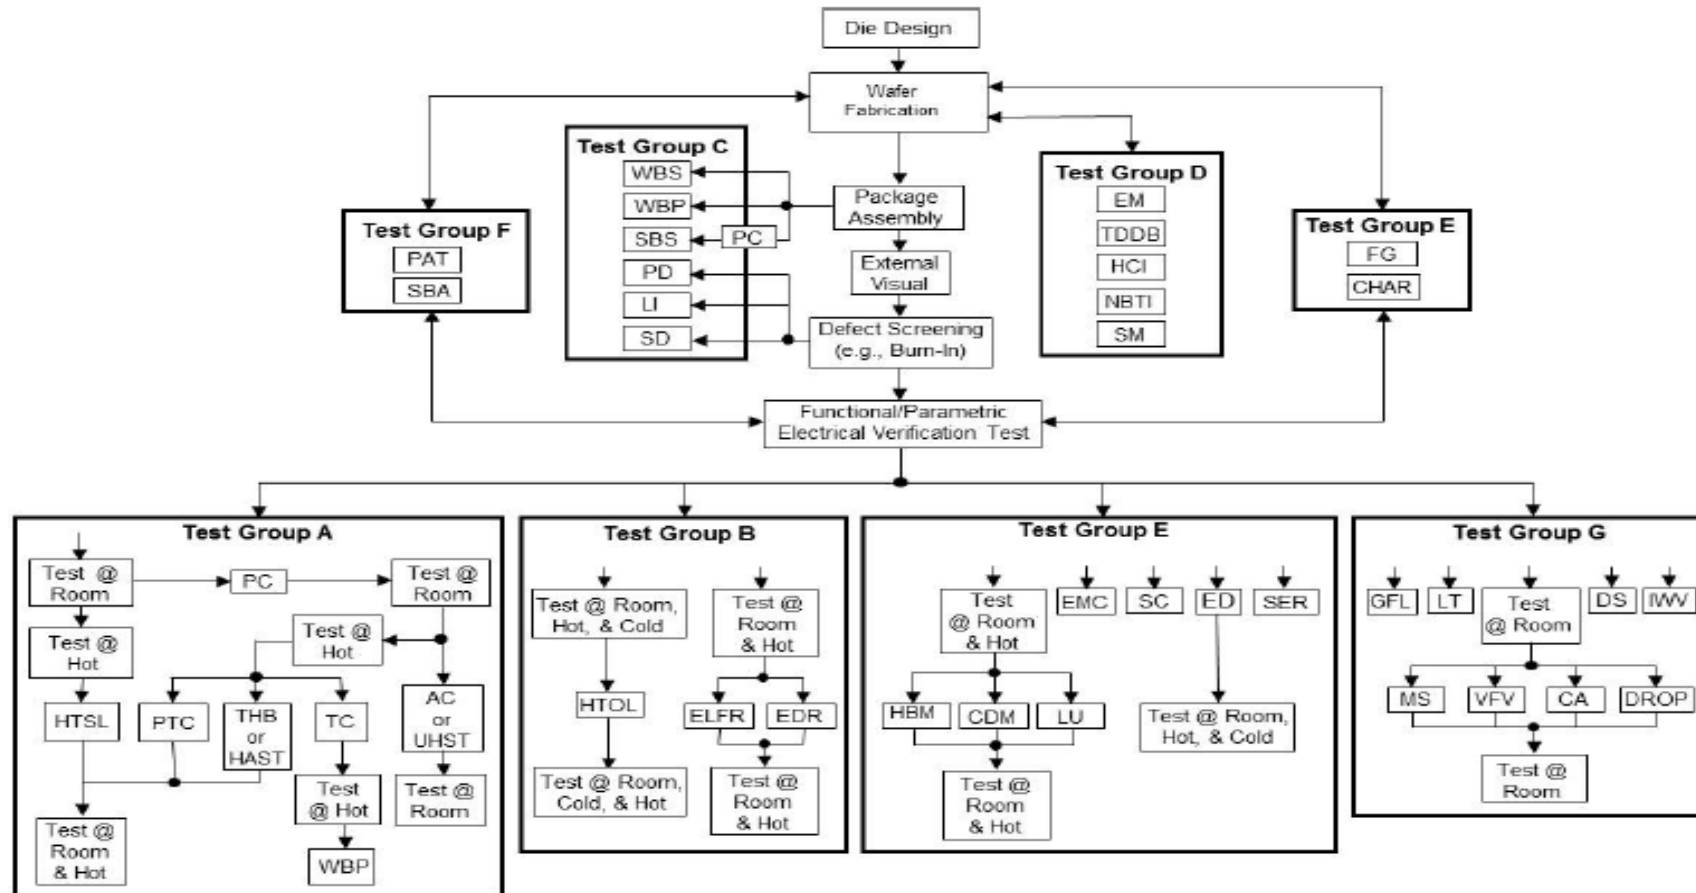 Die Design
Wafer
Fabrication
Test Group C
WBS
WBP
SBS
PC
PD
LI
SD
Package
Assembly
External
Visual
Defect Screening
(e.g., Burn-In)
Test Group D
EM
TDDB
HCI
NBTI
SM
Test Group F
PAT
SBA
Test Group E
FG
CHAR
Functional/Parametric
Electrical Verification Test
Test Group A
Test @
Room
PC
Test @
Room
Test @
Hot
Test @
Hot
HTSL
PTC
THB
or
HAST
TC
AC
or
UHST
Test @
Room
& Hot
Test
@ Hot
Test @
Room
WBP
Test Group B
Test @ Room,
Hot, & Cold
Test @
Room
& Hot
HTOL
ELFR
EDR
Test @ Room,
Cold, & Hot
Test @
Room
& Hot
Test Group E
Test
@ Room
& Hot
EMC
SC
ED
SER
HBM
CDM
LU
Test @ Room,
Hot, & Cold
Test @
Room
& Hot
Test Group G
GFL
LT
Test
@ Room
DS
IWV
MS
VFV
CA
DROP
Test @
Room